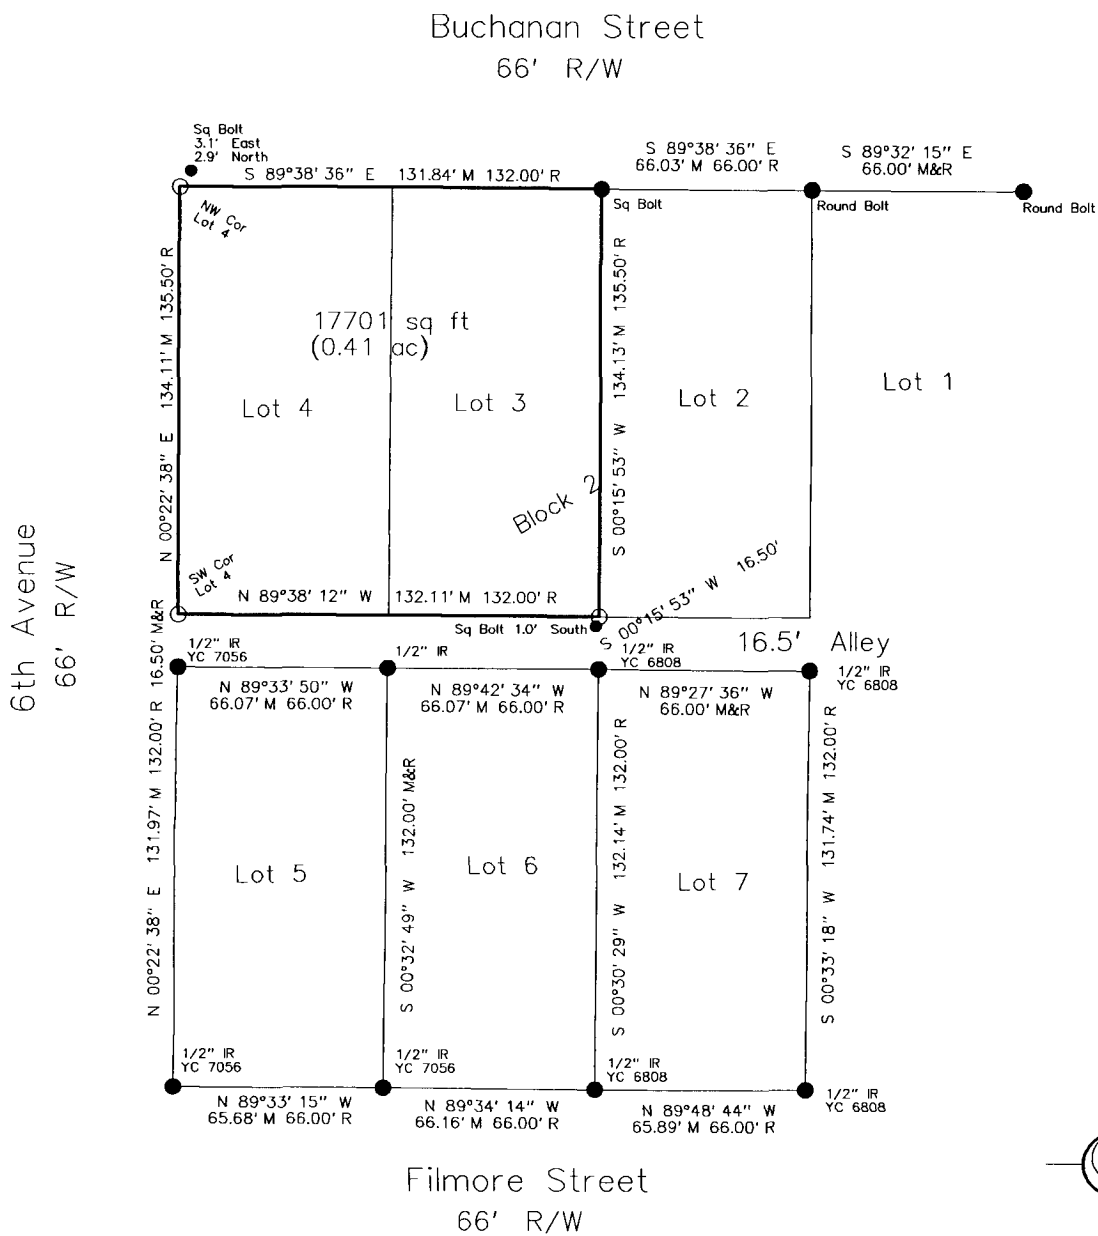 Buchanan Street
66' R/W
Sq Bolt
3.1' East
2.9' North
S 89°38' 36" E 131.84' M 132.00' R
S 89°38' 36" E
66.03' M 66.00' R
S 89°32' 15" E
66.00' M&R
Sq Bolt
Round Bolt
Round Bolt
NW Cor
Lot 4
N 00°22' 38" E 134.11' M 135.50' R
17701 sq ft
(0.41 ac)
S 00°15' 53" W 134.13' M 135.50' R
Lot 4
Lot 3
Lot 2
Lot 1
Block 2
SW Cor
Lot 4
N 89°38' 12" W 132.11' M 132.00' R
Sq Bolt 1.0' South
S 00°15' 53" W 16.50'
16.5' Alley
6th Avenue
66' R/W
1/2" IR
YC 7056
1/2" IR
1/2" IR
YC 6808
1/2" IR
YC 6808
N 89°33' 50" W
66.07' M 66.00' R
N 89°42' 34" W
66.07' M 66.00' R
N 89°27' 36" W
66.00' M&R
N 00°22' 38" E 131.97' M 132.00' R 16.50' M&R
S 00°32' 49" W 132.00' M&R
S 00°30' 29" W 132.14' M 132.00' R
S 00°33' 18" W 131.74' M 132.00' R
Lot 5
Lot 6
Lot 7
1/2" IR
YC 7056
1/2" IR
YC 7056
1/2" IR
YC 6808
1/2" IR
YC 6808
N 89°33' 15" W
65.68' M 66.00' R
N 89°34' 14" W
66.16' M 66.00' R
N 89°48' 44" W
65.89' M 66.00' R
Filmore Street
66' R/W